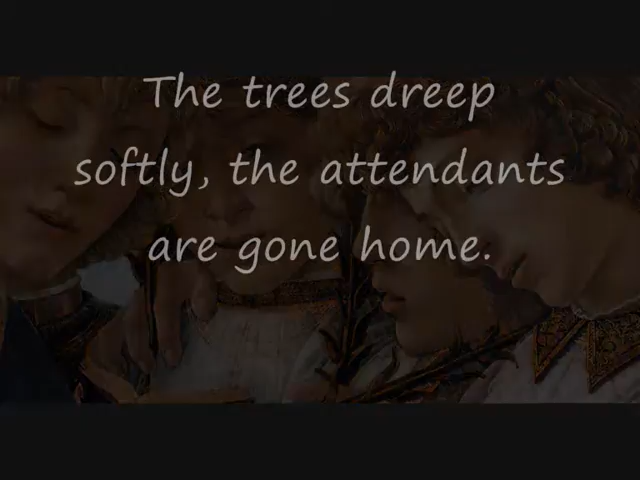 The trees dreep
softly, the attendants
are gone home.